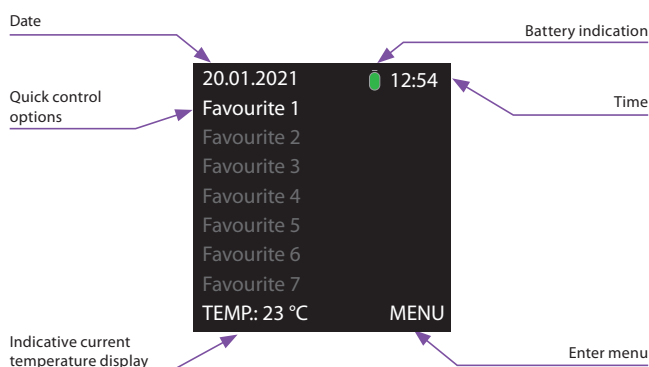 Date
Battery indication
20.01.2021 12:54
Quick control
options
Time
Favourite 1
Favourite 2
Favourite 3
Favourite 4
Favourite 5
Favourite 6
Favourite 7
TEMP.: 23 °C MENU
Indicative current
temperature display
Enter menu